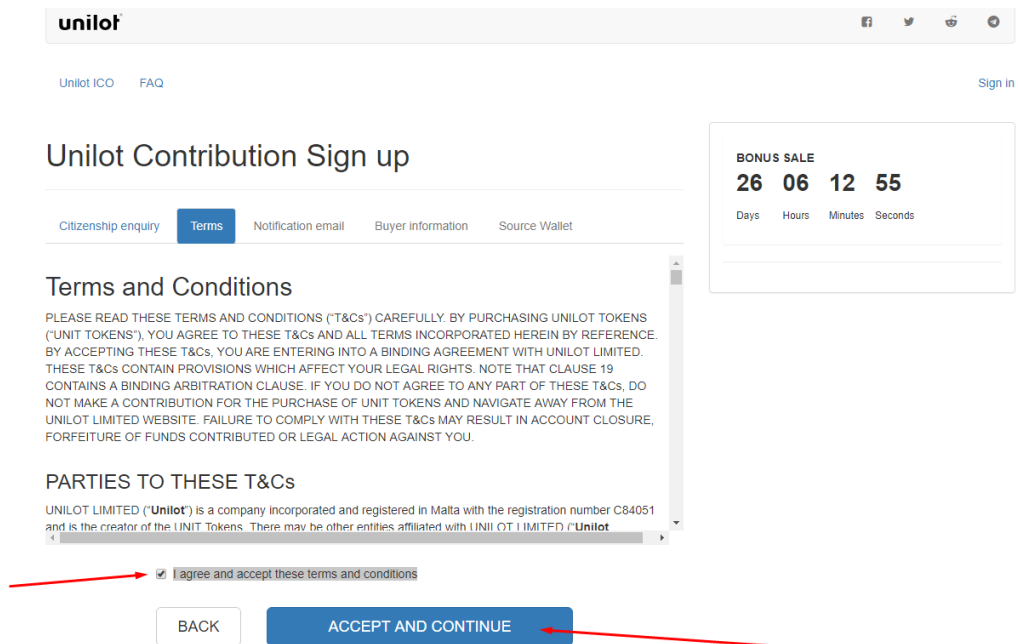 unilot
Unilot ICO FAQ Sign in
Unilot Contribution Sign up
BONUS SALE
26 06 12 55
Days Hours Minutes Seconds
Citizenship enquiry Terms Notification email Buyer information Source Wallet
Terms and Conditions
PLEASE READ THESE TERMS AND CONDITIONS (“T&Cs”) CAREFULLY. BY PURCHASING UNILOT TOKENS
(“UNIT TOKENS”), YOU AGREE TO THESE T&Cs AND ALL TERMS INCORPORATED HEREIN BY REFERENCE.
BY ACCEPTING THESE T&Cs, YOU ARE ENTERING INTO A BINDING AGREEMENT WITH UNILOT LIMITED.
THESE T&Cs CONTAIN PROVISIONS WHICH AFFECT YOUR LEGAL RIGHTS. NOTE THAT CLAUSE 19
CONTAINS A BINDING ARBITRATION CLAUSE. IF YOU DO NOT AGREE TO ANY PART OF THESE T&Cs, DO
NOT MAKE A CONTRIBUTION FOR THE PURCHASE OF UNIT TOKENS AND NAVIGATE AWAY FROM THE
UNILOT LIMITED WEBSITE. FAILURE TO COMPLY WITH THESE T&Cs MAY RESULT IN ACCOUNT CLOSURE,
FORFEITURE OF FUNDS CONTRIBUTED OR LEGAL ACTION AGAINST YOU.
PARTIES TO THESE T&Cs
UNILOT LIMITED (“Unilot”) is a company incorporated and registered in Malta with the registration number C84051
and is the creator of the UNIT Tokens. There may be other entities affiliated with UNILOT LIMITED (“Unilot
I agree and accept these terms and conditions
BACK ACCEPT AND CONTINUE